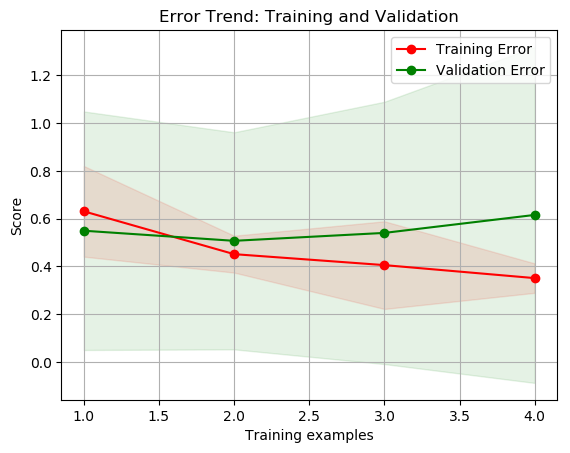 Error Trend: Training and Validation
Training Error
Validation Error
Score
1.2
1.0
0.8
0.6
0.4
0.2
0.0
1.0 1.5 2.0 2.5 3.0 3.5 4.0
Training examples